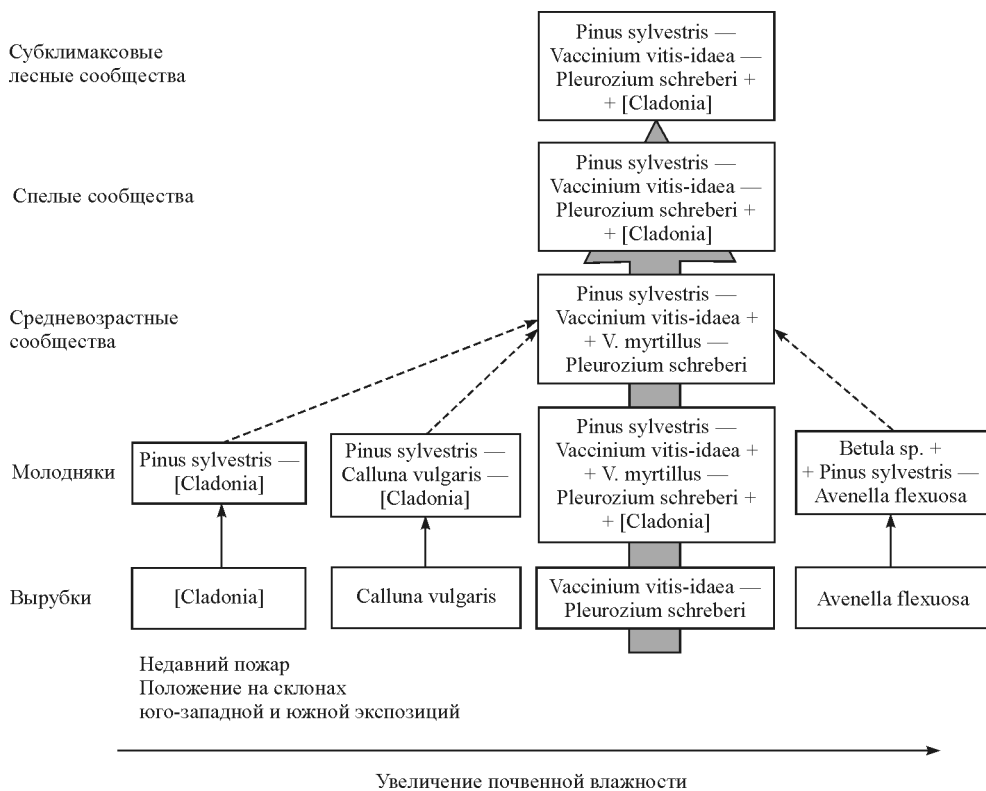 Субклимаксовые
лесные сообщества
Pinus sylvestris —
Vaccinium vitis-idaea —
Pleurozium schreberi +
+ [Cladonia]
Спелые сообщества
Pinus sylvestris —
Vaccinium vitis-idaea —
Pleurozium schreberi +
+ [Cladonia]
Средневозрастные
сообщества
Pinus sylvestris —
Vaccinium vitis-idaea +
+ V. myrtillus —
Pleurozium schreberi
Молодняки
Pinus sylvestris —
[Cladonia]
Pinus sylvestris —
Calluna vulgaris —
[Cladonia]
Pinus sylvestris —
Vaccinium vitis-idaea +
+ V. myrtillus —
Pleurozium schreberi +
+ [Cladonia]
Betula sp. +
+ Pinus sylvestris —
Avenella flexuosa
Вырубки
[Cladonia]
Calluna vulgaris
Vaccinium vitis-idaea —
Pleurozium schreberi
Avenella flexuosa
Недавний пожар
Положение на склонах
юго-западной и южной экспозиций
Увеличение почвенной влажности